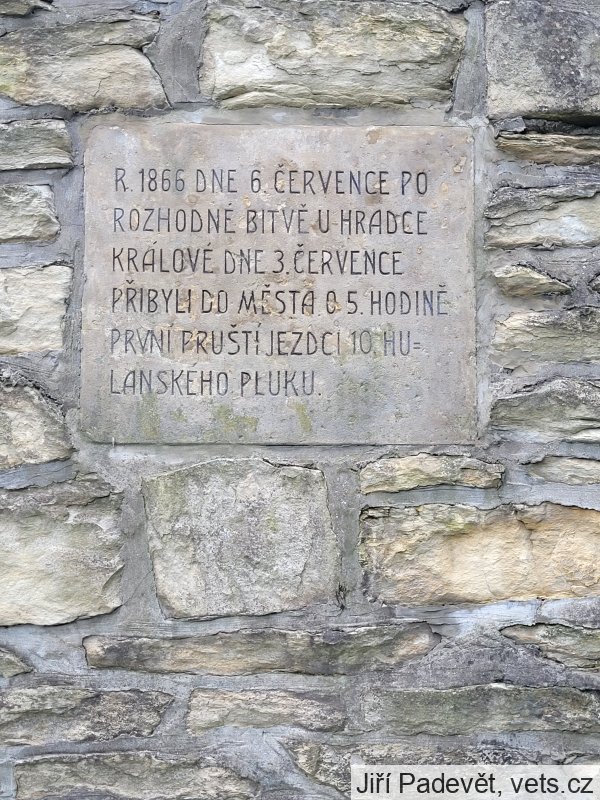 R. 1866 DNE 6. ČERVENCE PO
ROZHODNÉ BITVĚ U HRADCE
KRÁLOVÉ DNE 3. ČERVENCE
PŘIBYLI DO MĚSTA O 5. HODINĚ
PRVNÍ PRUŠTÍ JEZDCI 10. HU=
LANSKÉHO PLUKU.
Jiří Padevět, vets.cz